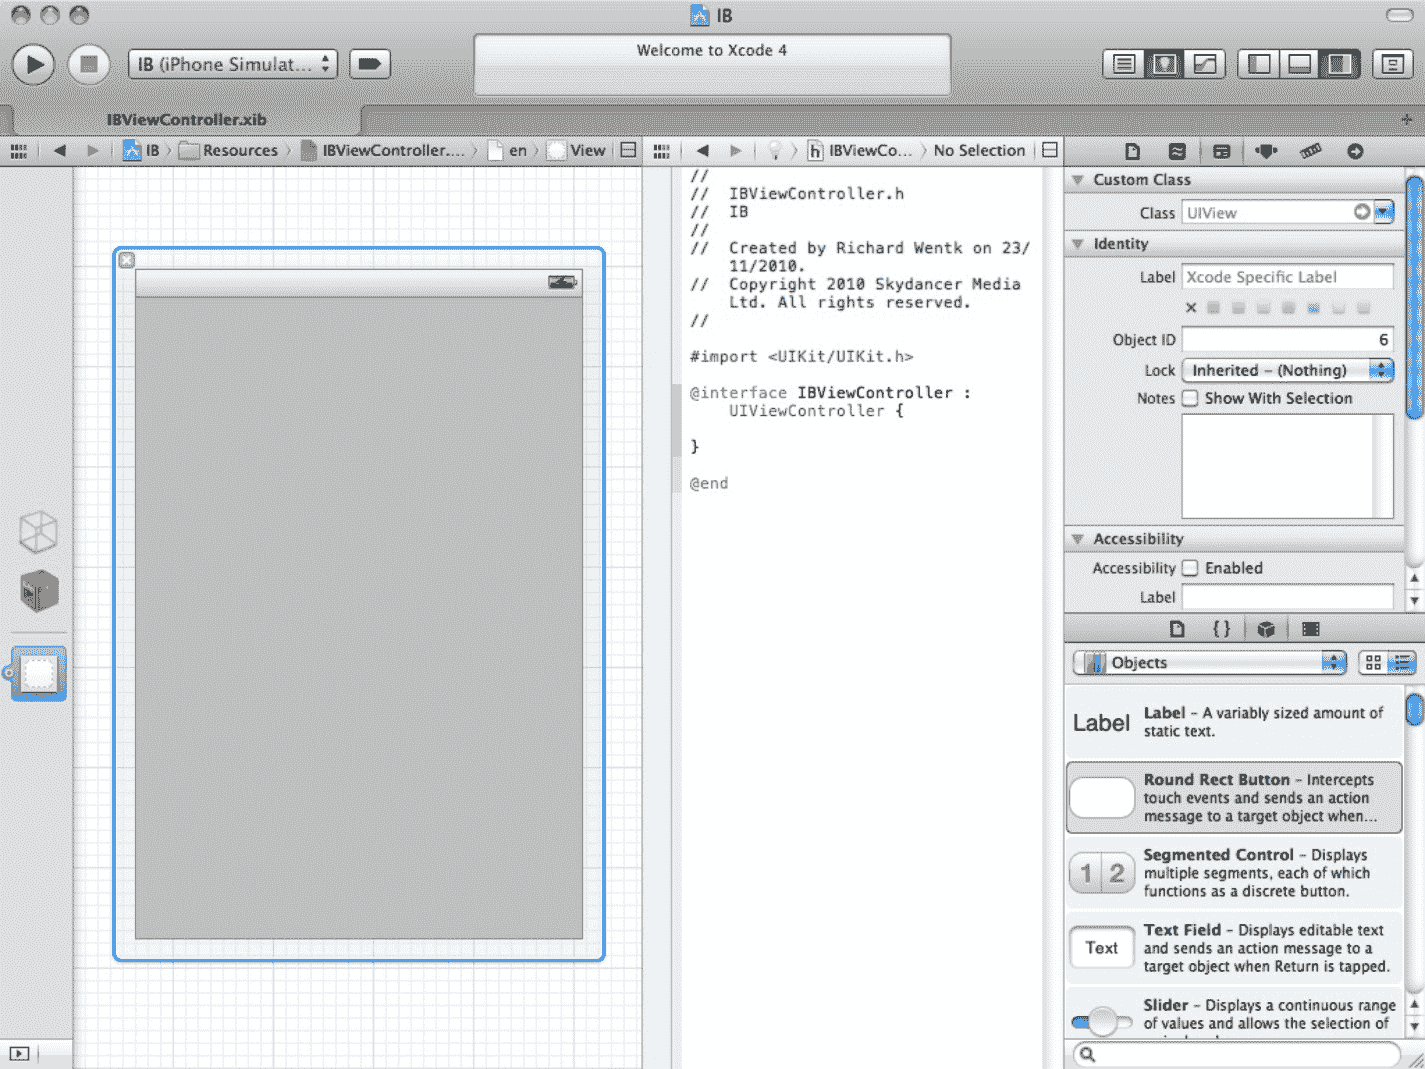 IB
IB (iPhone Simulat...
Welcome to Xcode 4
IBViewController.xib
IB
Resources
IBViewController....
en
View
h
IBViewCo...
No Selection
//
//  IBViewController.h
//  IB
//
//  Created by Richard Wentk on 23/
11/2010.
//  Copyright 2010 Skydancer Media
Ltd. All rights reserved.
//
#import <UIKit/UIKit.h>
@interface IBViewController :
UIViewController {
}
@end
Custom Class
Class UIView
Identity
Label Xcode Specific Label
Object ID 6
Lock Inherited – (Nothing)
Notes Show With Selection
Accessibility
Accessibility Enabled
Label
{ }
Objects
Label
Label – A variably sized amount of
static text.
Round Rect Button – Intercepts
touch events and sends an action
message to a target object when...
1 2
Segmented Control – Displays
multiple segments, each of which
functions as a discrete button.
Text
Text Field – Displays editable text
and sends an action message to a
target object when Return is tapped.
Slider – Displays a continuous range
of values and allows the selection of